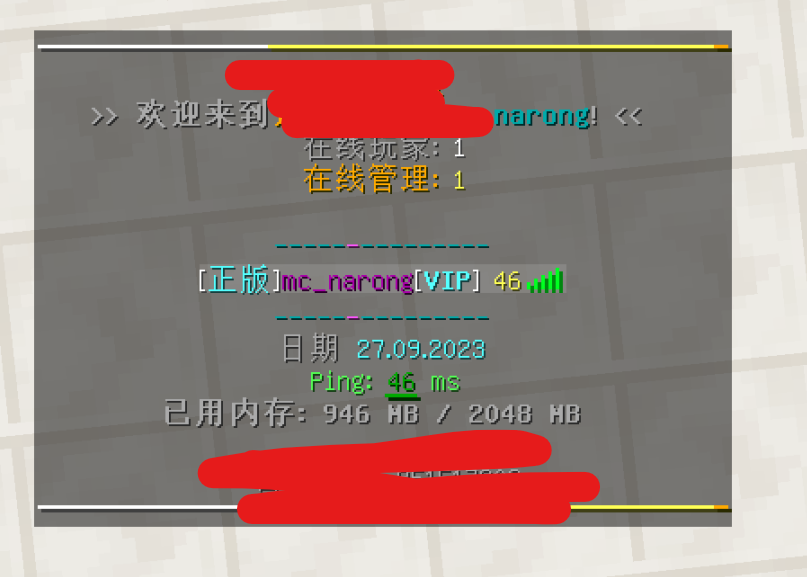 >> 欢迎来到 narong! <<
在线玩家: 1
在线管理: 1
[正版]mc_narong[VIP] 46
日期 27.09.2023
Ping: 46 ms
已用内存: 946 MB / 2048 MB